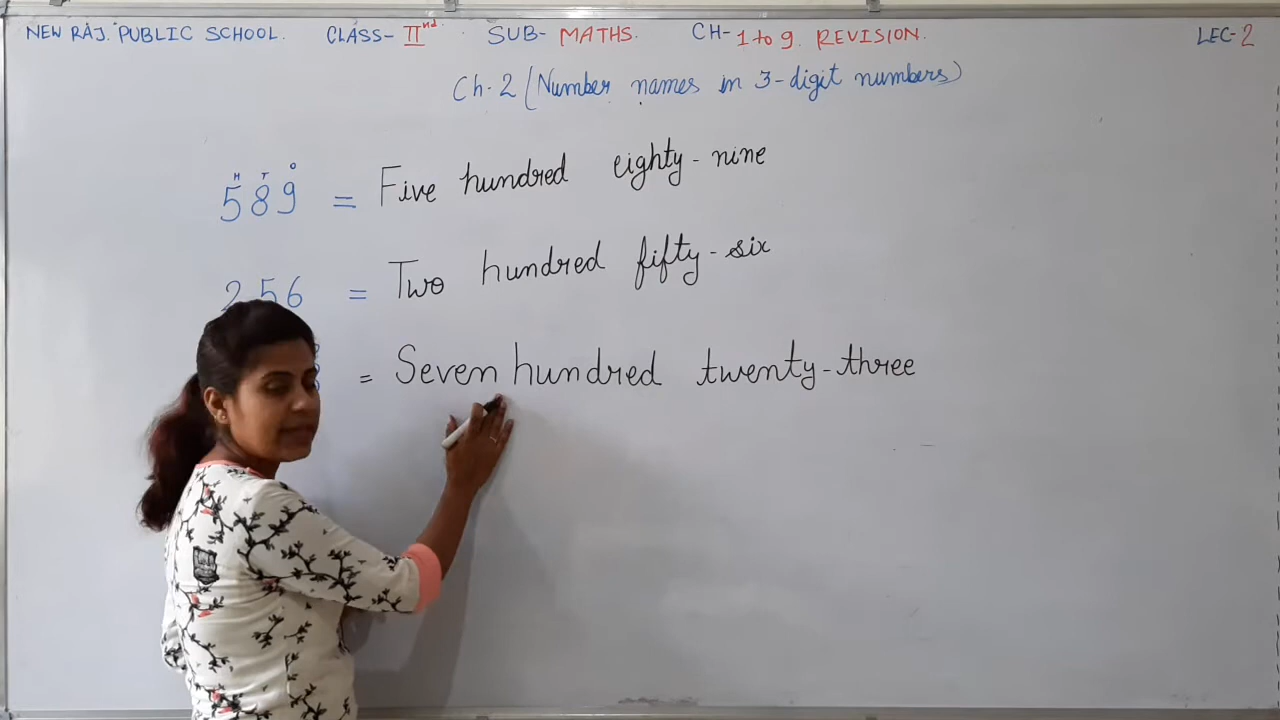 NEW RAJ. PUBLIC SCHOOL. CLASS- IInd. SUB- MATHS. CH- 1 to 9. REVISION. LEC- 2
Ch. 2 (Number names in 3-digit numbers)
H T O
589 = Five hundred eighty-nine
256 = Two hundred fifty-six
= Seven hundred twenty-three